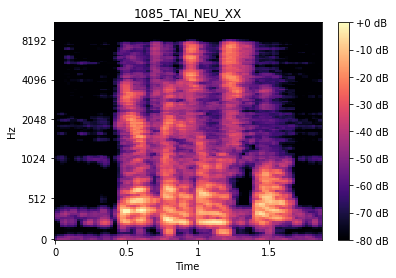 1085_TAI_NEU_XX
+0 dB
8192
-10 dB
4096
-20 dB
-30 dB
2048
Hz
-40 dB
1024
-50 dB
512
-60 dB
-70 dB
0
-80 dB
0 0.5 1 1.5
Time